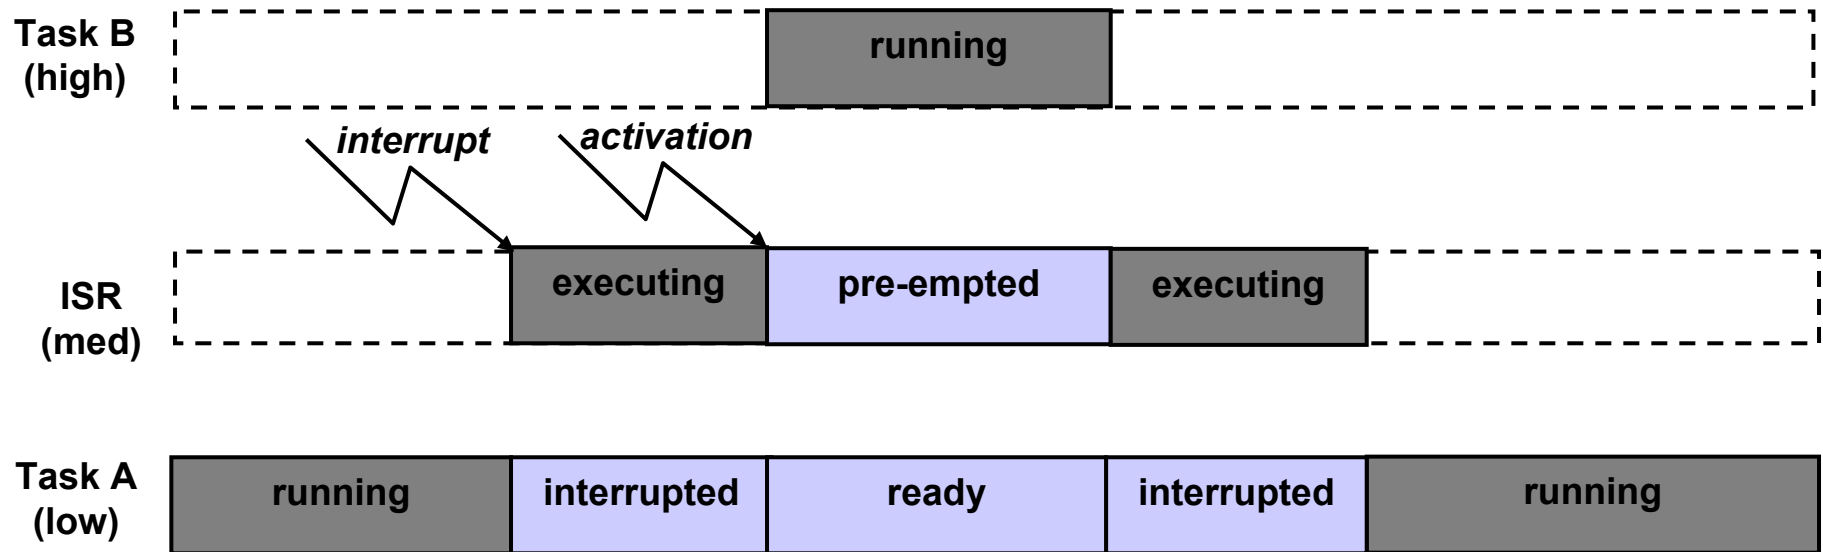 Task B
(high)
running
interrupt
activation
ISR
(med)
executing
pre-empted
executing
Task A
(low)
running
interrupted
ready
interrupted
running